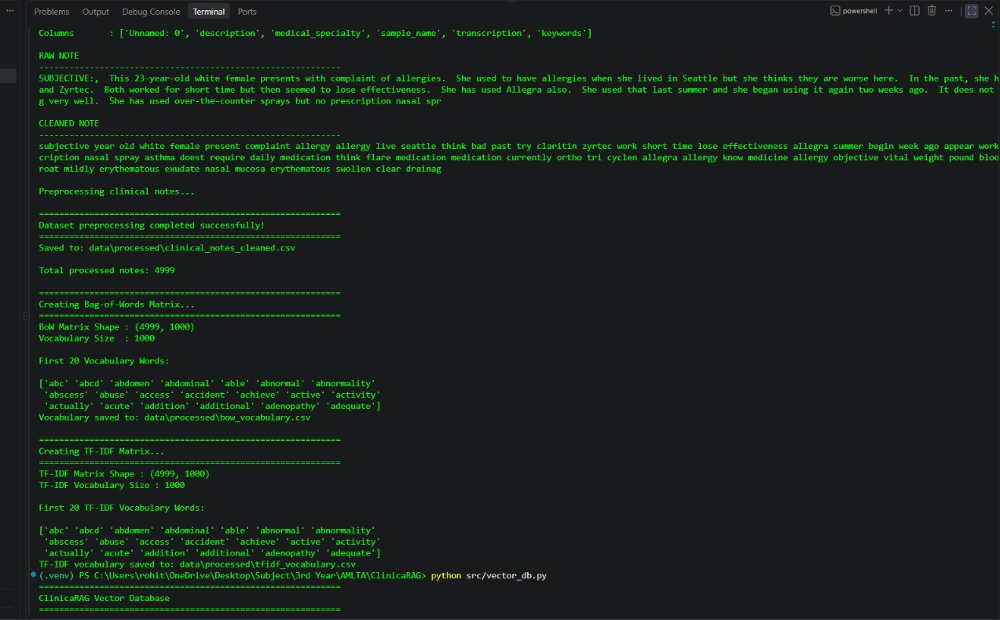 Problems Output Debug Console Terminal Ports
powershell
Columns : ['Unnamed: 0', 'description', 'medical_specialty', 'sample_name', 'transcription', 'keywords']
RAW NOTE
------------------------------------------------------------
SUBJECTIVE:, This 23-year-old white female presents with complaint of allergies. She used to have allergies when she lived in Seattle but she thinks they are worse here. In the past, she h
and Zyrtec. Both worked for short time but then seemed to lose effectiveness. She has used Allegra also. She used that last summer and she began using it again two weeks ago. It does not
g very well. She has used over-the-counter sprays but no prescription nasal spr
CLEANED NOTE
------------------------------------------------------------
subjective year old white female present complaint allergy allergy live seattle think bad past try claritin zyrtec work short time lose effectiveness allegra summer begin week ago appear work
cription nasal spray asthma doest require daily medication think flare medication medication currently ortho tri cyclen allegra allergy know medicine allergy objective vital weight pound bloo
roat mildly erythematous exudate nasal mucosa erythematous swollen clear drainag
Preprocessing clinical notes...
============================================================
Dataset preprocessing completed successfully!
============================================================
Saved to: data\processed\clinical_notes_cleaned.csv
Total processed notes: 4999
============================================================
Creating Bag-of-Words Matrix...
============================================================
BoW Matrix Shape : (4999, 1000)
Vocabulary Size : 1000
First 20 Vocabulary Words:
['abc' 'abcd' 'abdomen' 'abdominal' 'able' 'abnormal' 'abnormality'
'abscess' 'abuse' 'access' 'accident' 'achieve' 'active' 'activity'
'actually' 'acute' 'addition' 'additional' 'adenopathy' 'adequate']
Vocabulary saved to: data\processed\bow_vocabulary.csv
============================================================
Creating TF-IDF Matrix...
============================================================
TF-IDF Matrix Shape : (4999, 1000)
TF-IDF Vocabulary Size : 1000
First 20 TF-IDF Vocabulary Words:
['abc' 'abcd' 'abdomen' 'abdominal' 'able' 'abnormal' 'abnormality'
'abscess' 'abuse' 'access' 'accident' 'achieve' 'active' 'activity'
'actually' 'acute' 'addition' 'additional' 'adenopathy' 'adequate']
TF-IDF vocabulary saved to: data\processed\tfidf_vocabulary.csv
(.venv) PS C:\Users\rohit\OneDrive\Desktop\Subject\3rd Year\AMLTA\ClinicaRAG> python src/vector_db.py
============================================================
ClinicaRAG Vector Database
============================================================